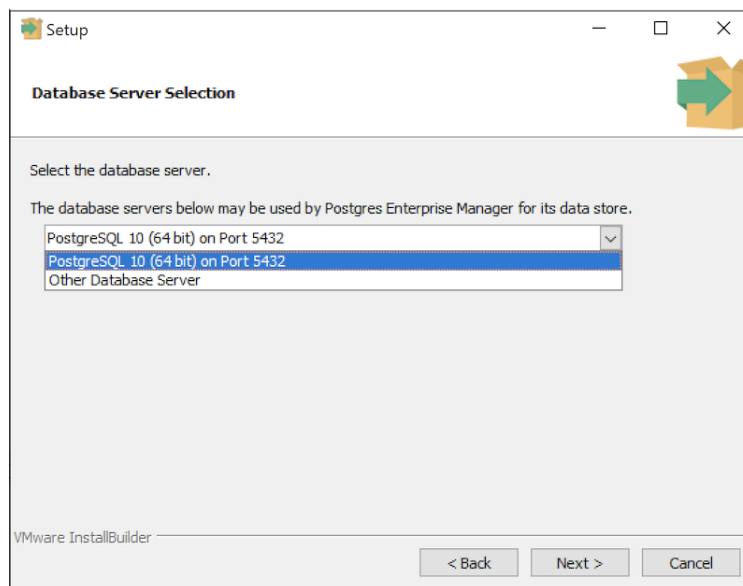 Setup
Database Server Selection
Select the database server.
The database servers below may be used by Postgres Enterprise Manager for its data store.
PostgreSQL 10 (64 bit) on Port 5432
PostgreSQL 10 (64 bit) on Port 5432
Other Database Server
VMware InstallBuilder
< Back Next > Cancel